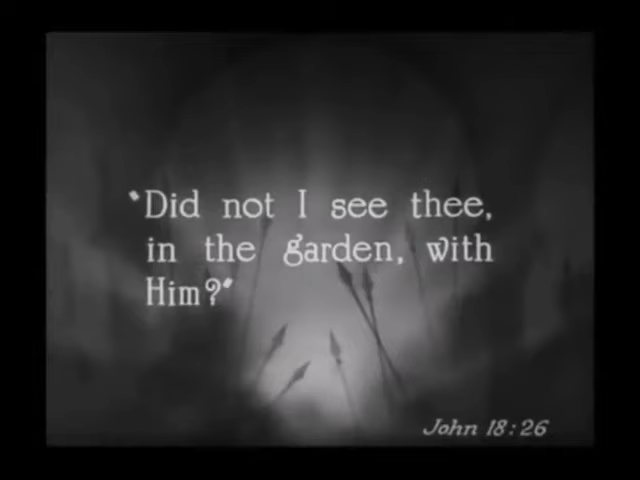 "Did not I see thee,
in the garden, with
Him?"
John 18:26